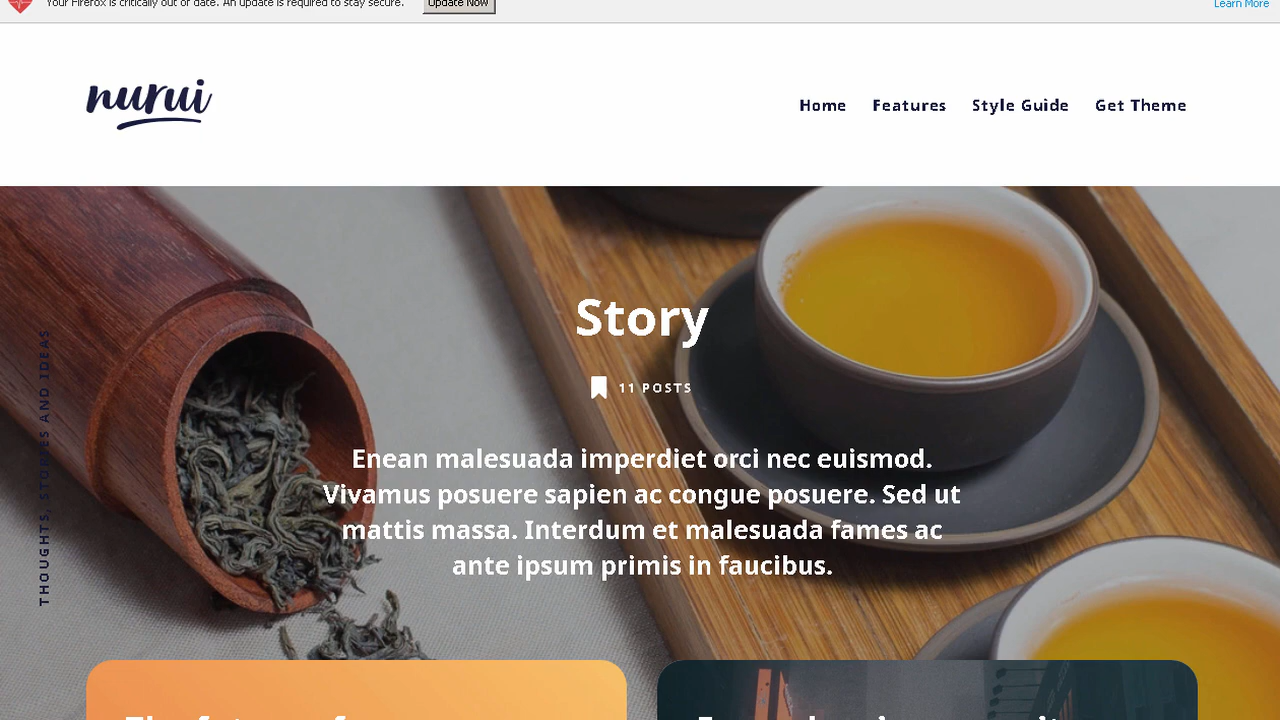 Your Firefox is critically out of date. An update is required to stay secure.
Update Now
Learn More
nurui
Home
Features
Style Guide
Get Theme
Story
11 POSTS
Enean malesuada imperdiet orci nec euismod.
Vivamus posuere sapien ac congue posuere. Sed ut
mattis massa. Interdum et malesuada fames ac
ante ipsum primis in faucibus.
THOUGHTS, STORIES AND IDEAS